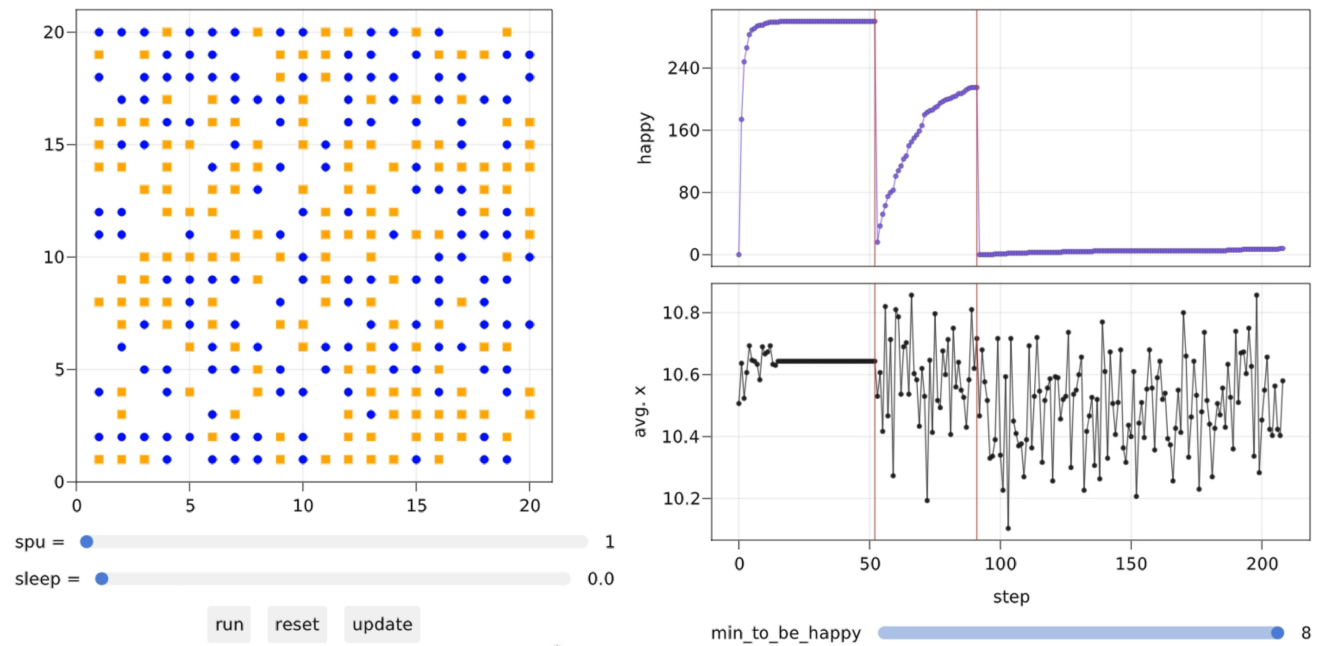 20
15
10
5
0
0 5 10 15 20
spu = 1
sleep = 0.0
run reset update
happy
240
160
80
0
avg. x
10.8
10.6
10.4
10.2
0 50 100 150 200
step
min_to_be_happy 8